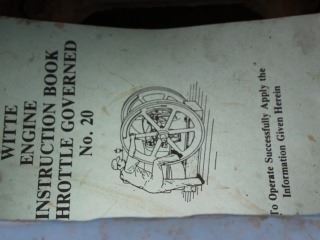 WITTE
ENGINE
INSTRUCTION BOOK
HROTTLE GOVERNED
No. 20
To Operate Successfully Apply the
Information Given Herein